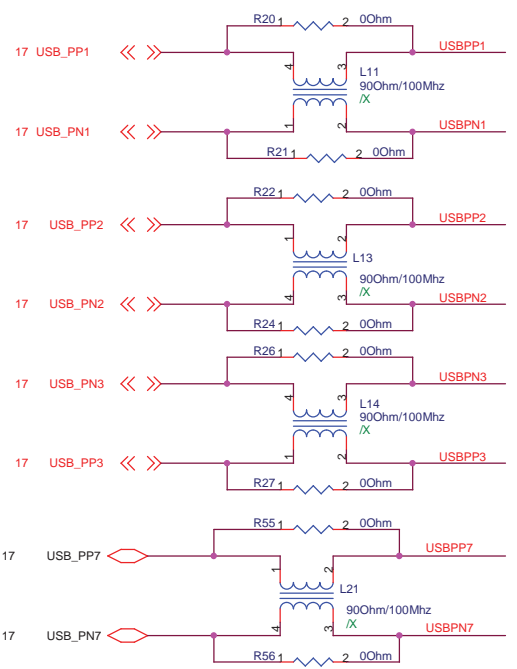 R20 1 2 0Ohm
17 USB_PP1 USBPP1
4 3 L11
90Ohm/100Mhz
/X
1 2
17 USB_PN1 USBPN1
R21 1 2 0Ohm
R22 1 2 0Ohm
17 USB_PP2 USBPP2
1 2
L13
4 3 90Ohm/100Mhz
/X
17 USB_PN2 USBPN2
R24 1 2 0Ohm
R26 1 2 0Ohm
17 USB_PN3 USBPN3
4 3 L14
90Ohm/100Mhz
/X
1 2
17 USB_PP3 USBPP3
R27 1 2 0Ohm
R55 1 2 0Ohm
17 USB_PP7 USBPP7
1 2
L21
90Ohm/100Mhz
4 3 /X
17 USB_PN7 USBPN7
R56 1 2 0Ohm